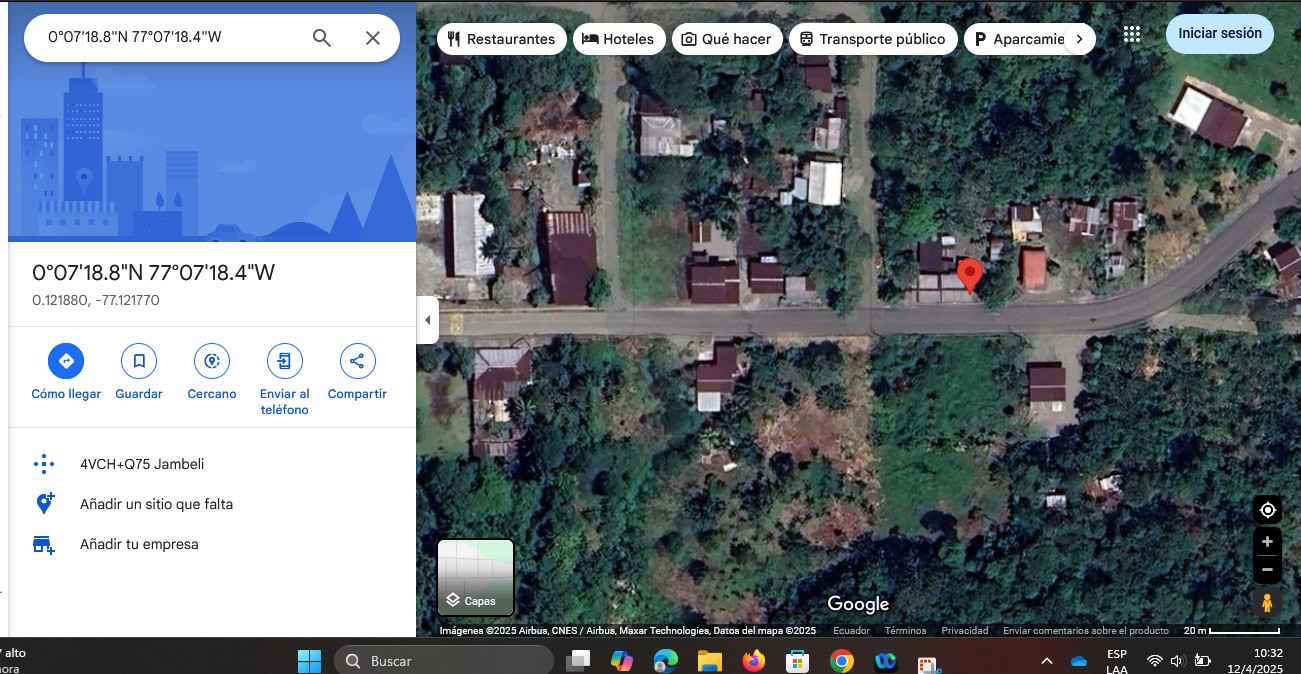 0°07'18.8"N 77°07'18.4"W
Restaurantes
Hoteles
Qué hacer
Transporte público
Aparcamie
Iniciar sesión
0°07'18.8"N 77°07'18.4"W
0.121880, -77.121770
Cómo llegar
Guardar
Cercano
Enviar al
teléfono
Compartir
4VCH+Q75 Jambeli
Añadir un sitio que falta
Añadir tu empresa
Capas
Google
Imágenes ©2025 Airbus, CNES / Airbus, Maxar Technologies, Datos del mapa ©2025 Ecuador Términos Privacidad Enviar comentarios sobre el producto 20 m
alto
Buscar
ESP
LAA
10:32
12/4/2025